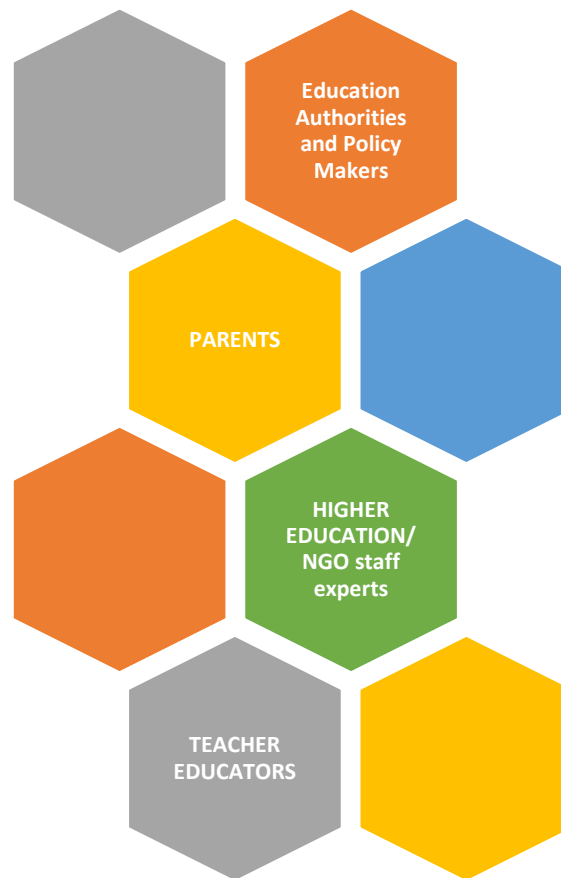 Education
Authorities
and Policy
Makers
PARENTS
HIGHER
EDUCATION/
NGO staff
experts
TEACHER
EDUCATORS